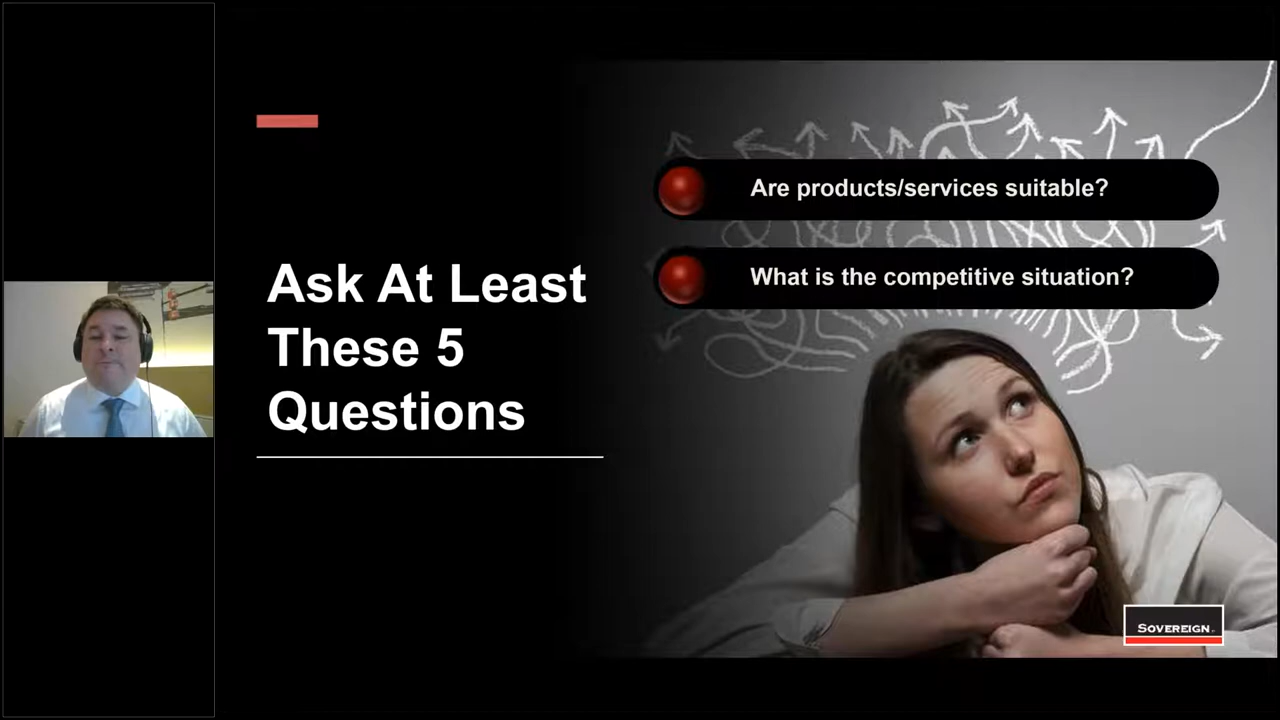 Ask At Least
These 5
Questions
Are products/services suitable?
What is the competitive situation?
SOVEREIGN